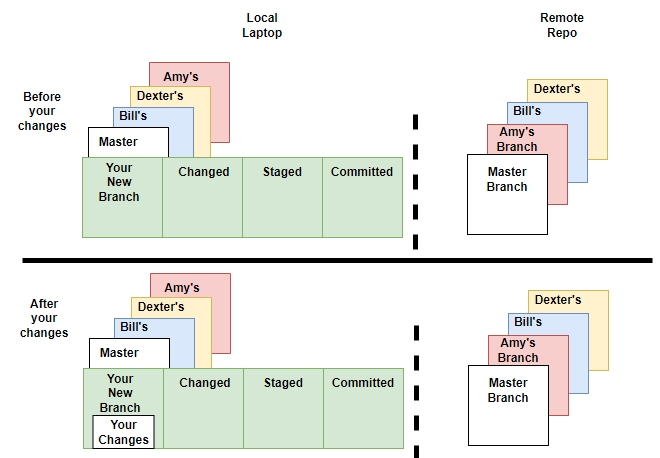 Local
Laptop
Remote
Repo
Before
your
changes
Amy's
Dexter's
Bill's
Master
Your
New
Branch
Changed
Staged
Committed
Dexter's
Bill's
Amy's
Branch
Master
Branch
After
your
changes
Amy's
Dexter's
Bill's
Master
Your
New
Branch
Your
Changes
Changed
Staged
Committed
Dexter's
Bill's
Amy's
Branch
Master
Branch